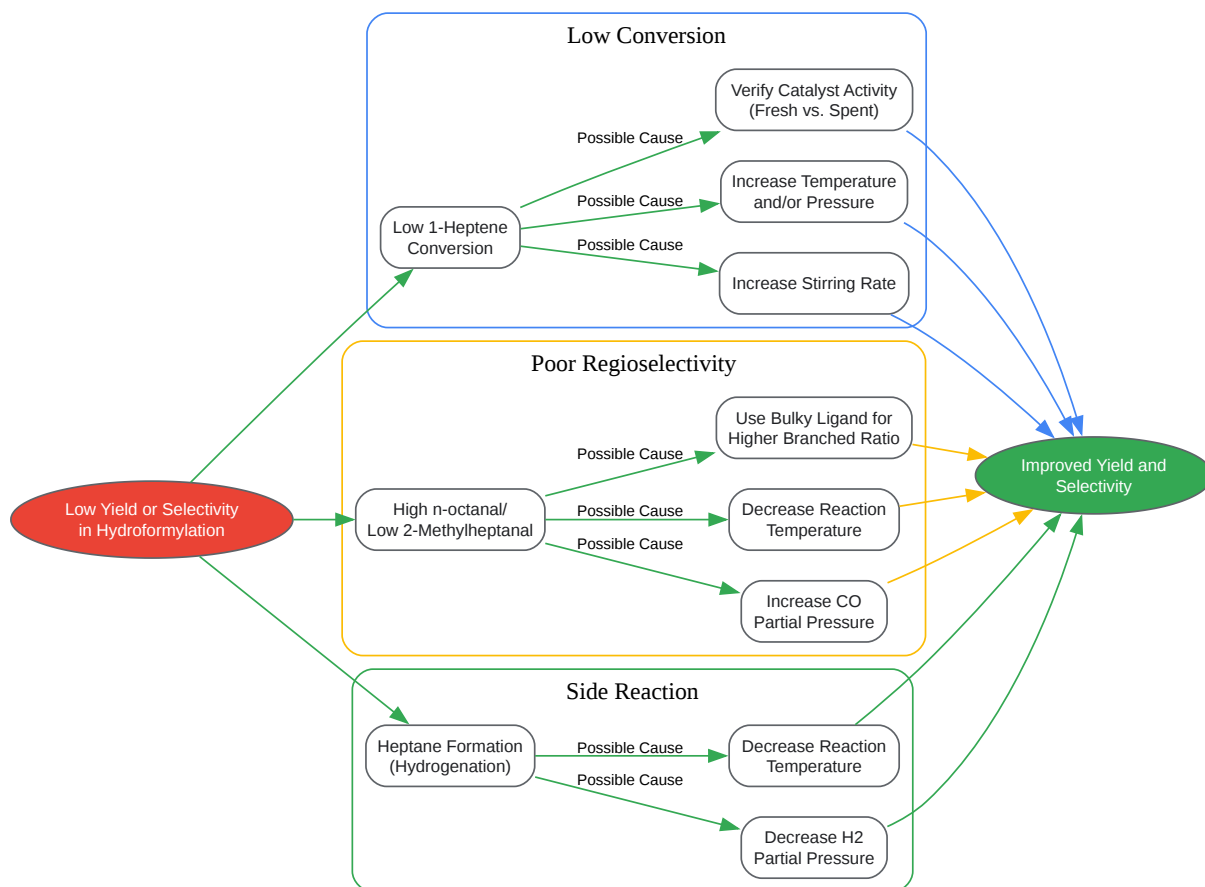 Low Conversion
Verify Catalyst Activity
(Fresh vs. Spent)
Possible Cause
Increase Temperature
and/or Pressure
Possible Cause
Low 1-Heptene
Conversion
Possible Cause
Increase Stirring Rate
Poor Regioselectivity
Use Bulky Ligand for
Higher Branched Ratio
Possible Cause
Improved Yield and
Selectivity
Low Yield or Selectivity
in Hydroformylation
High n-octanal/
Low 2-Methylheptanal
Possible Cause
Decrease Reaction
Temperature
Possible Cause
Increase CO
Partial Pressure
Side Reaction
Heptane Formation
(Hydrogenation)
Possible Cause
Decrease Reaction
Temperature
Possible Cause
Decrease H2
Partial Pressure